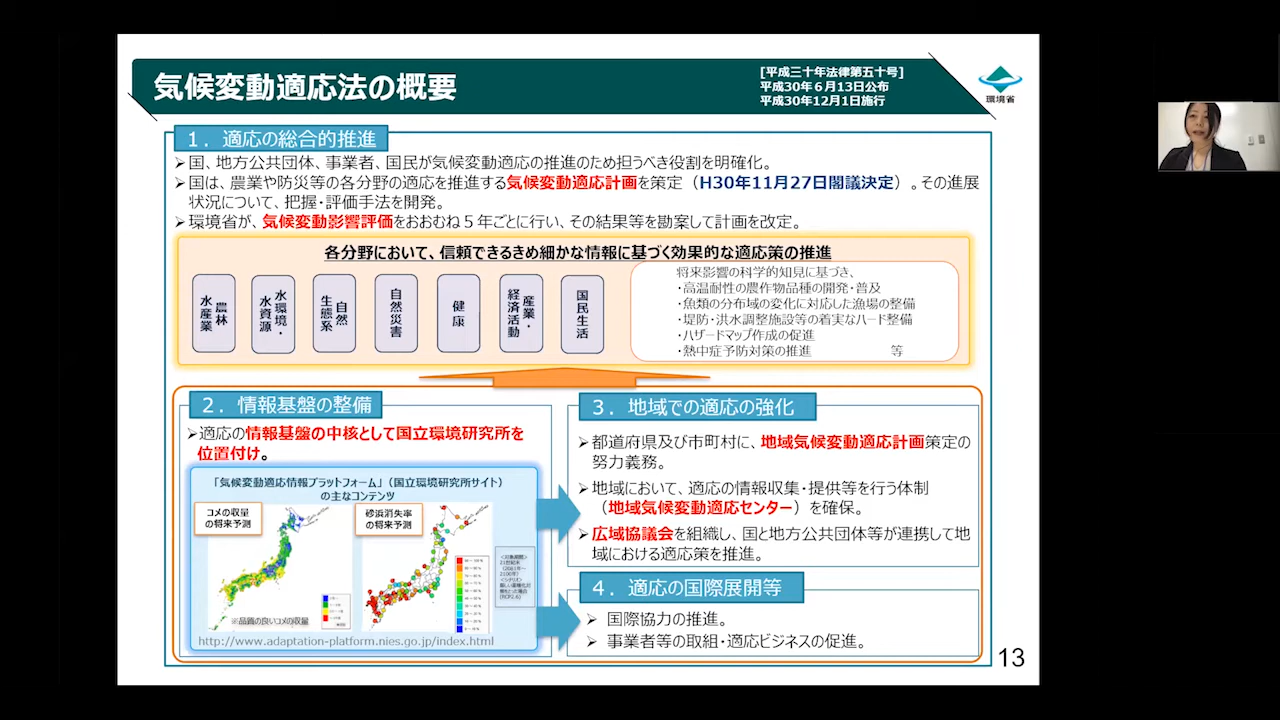 気候変動適応法の概要
[平成三十年法律第五十号]
平成30年6月13日公布
平成30年12月1日施行
環境省
1．適応の総合的推進
➢国、地方公共団体、事業者、国民が気候変動適応の推進のため担うべき役割を明確化。
➢国は、農業や防災等の各分野の適応を推進する気候変動適応計画を策定（H30年11月27日閣議決定）。その進展
状況について、把握・評価手法を開発。
➢環境省が、気候変動影響評価をおおむね5年ごとに行い、その結果等を勘案して計画を改定。
各分野において、信頼できるきめ細かな情報に基づく効果的な適応策の推進
農林
水産業
水環境・
水資源
自然
生態系
自然災害
健康
産業・
経済活動
国民生活
将来影響の科学的知見に基づき、
・高温耐性の農作物品種の開発・普及
・魚類の分布域の変化に対応した漁場の整備
・堤防・洪水調整施設等の着実なハード整備
・ハザードマップ作成の促進
・熱中症予防対策の推進　等
2．情報基盤の整備
➢適応の情報基盤の中核として国立環境研究所を
位置付け。
「気候変動適応情報プラットフォーム」（国立環境研究所サイト）
の主なコンテンツ
コメの収量
の将来予測
砂浜消失率
の将来予測
＜対象期間＞
21世紀末
※品質の良いコメの収量
http://www.adaptation-platform.nies.go.jp/index.html
3．地域での適応の強化
➢都道府県及び市町村に、地域気候変動適応計画策定の
努力義務。
➢地域において、適応の情報収集・提供等を行う体制
（地域気候変動適応センター）を確保。
➢広域協議会を組織し、国と地方公共団体等が連携して地
域における適応策を推進。
4．適応の国際展開等
➢ 国際協力の推進。
➢ 事業者等の取組・適応ビジネスの促進。
13